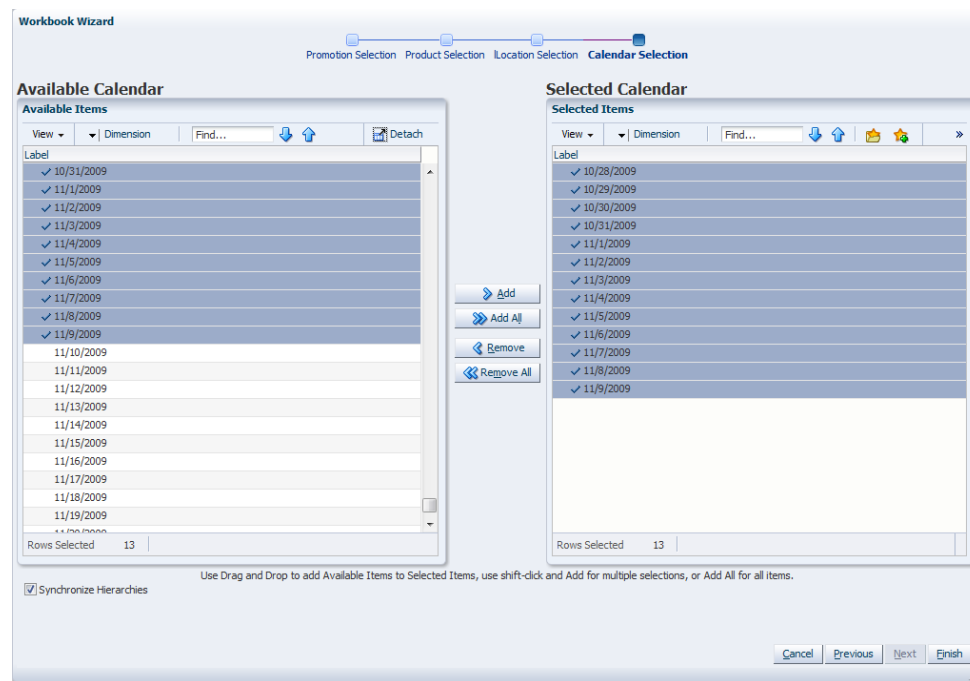 Workbook Wizard
Promotion Selection Product Selection lLocation Selection Calendar Selection
Available Calendar
Available Items
View Dimension Find... Detach
Label
10/31/2009
11/1/2009
11/2/2009
11/3/2009
11/4/2009
11/5/2009
11/6/2009
11/7/2009
11/8/2009
11/9/2009
11/10/2009
11/11/2009
11/12/2009
11/13/2009
11/14/2009
11/15/2009
11/16/2009
11/17/2009
11/18/2009
11/19/2009
Rows Selected 13
Add
Add All
Remove
Remove All
Selected Calendar
Selected Items
View Dimension Find... »
Label
10/28/2009
10/29/2009
10/30/2009
10/31/2009
11/1/2009
11/2/2009
11/3/2009
11/4/2009
11/5/2009
11/6/2009
11/7/2009
11/8/2009
11/9/2009
Rows Selected 13
Use Drag and Drop to add Available Items to Selected Items, use shift-click and Add for multiple selections, or Add All for all items.
Synchronize Hierarchies
Cancel Previous Next Finish